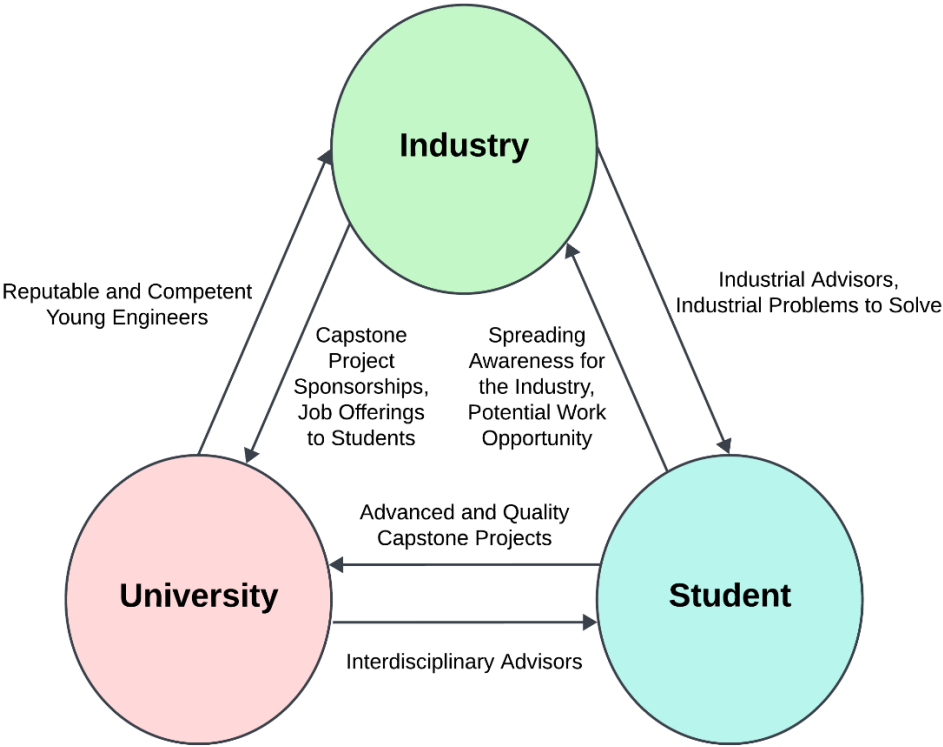 Industry
Reputable and Competent
Young Engineers
Industrial Advisors,
Industrial Problems to Solve
Capstone
Project
Sponsorships,
Job Offerings
to Students
Spreading
Awareness for
the Industry,
Potential Work
Opportunity
Advanced and Quality
Capstone Projects
University
Student
Interdisciplinary Advisors